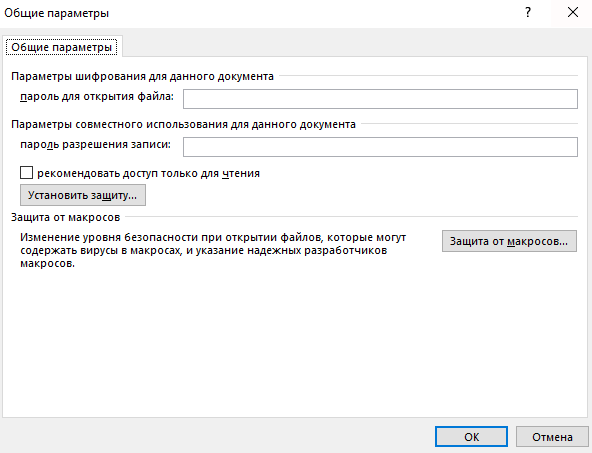 Общие параметры
?
Общие параметры
Параметры шифрования для данного документа
пароль для открытия файла:
Параметры совместного использования для данного документа
пароль разрешения записи:
рекомендовать доступ только для чтения
Установить защиту...
Защита от макросов
Изменение уровня безопасности при открытии файлов, которые могут
содержать вирусы в макросах, и указание надежных разработчиков
макросов.
Защита от макросов...
ОК
Отмена